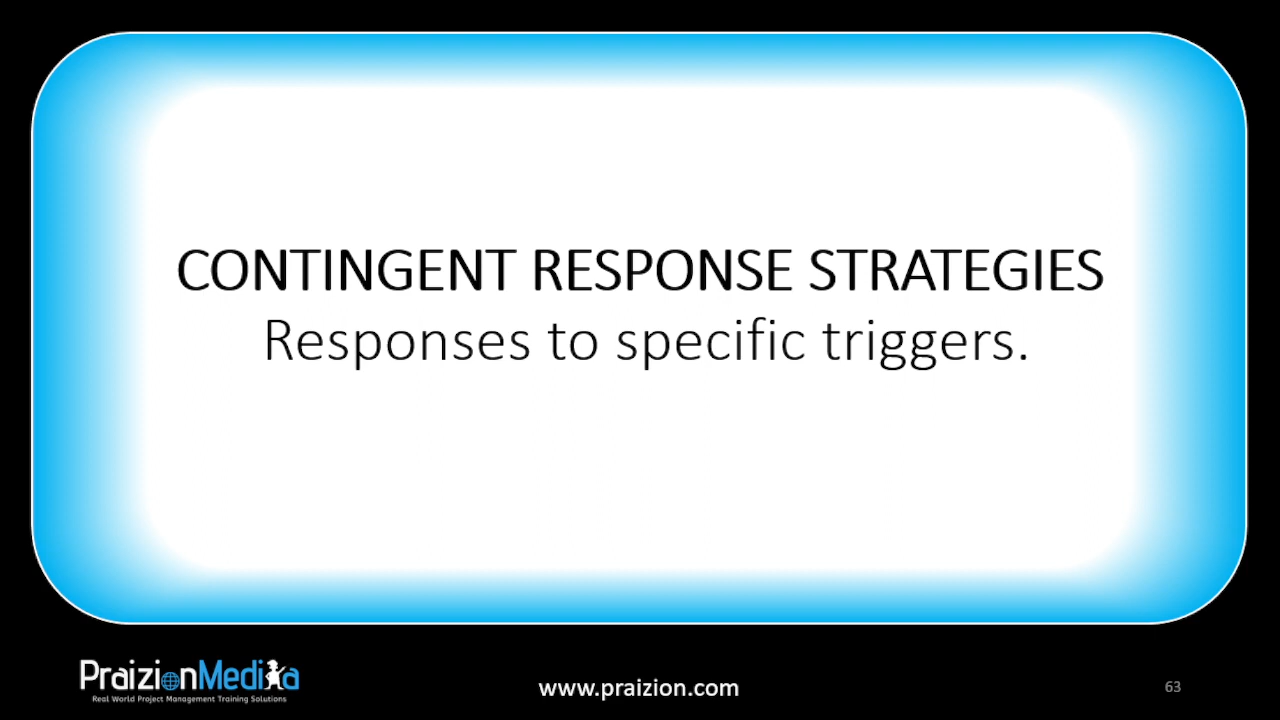 CONTINGENT RESPONSE STRATEGIES
Responses to specific triggers.
PraizionMedia
Real World Project Management Training Solutions
www.praizion.com
63